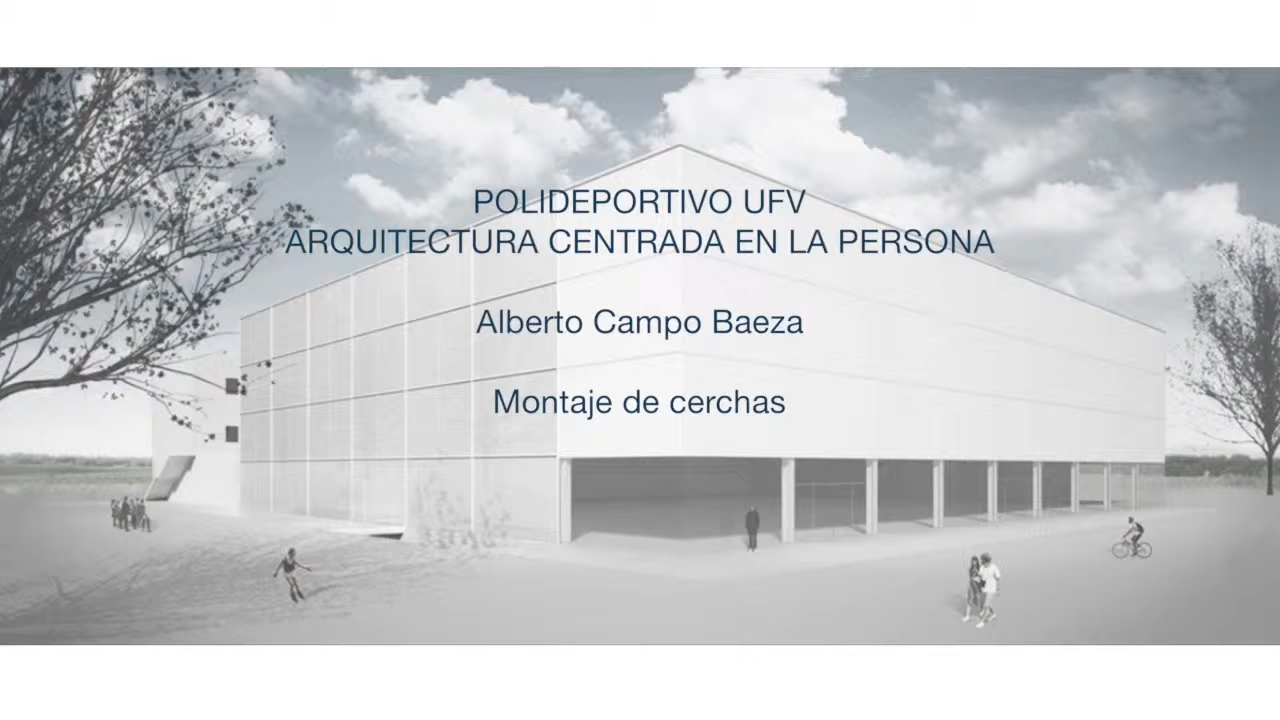 POLIDEPORTIVO UFV
ARQUITECTURA CENTRADA EN LA PERSONA
Alberto Campo Baeza
Montaje de cerchas